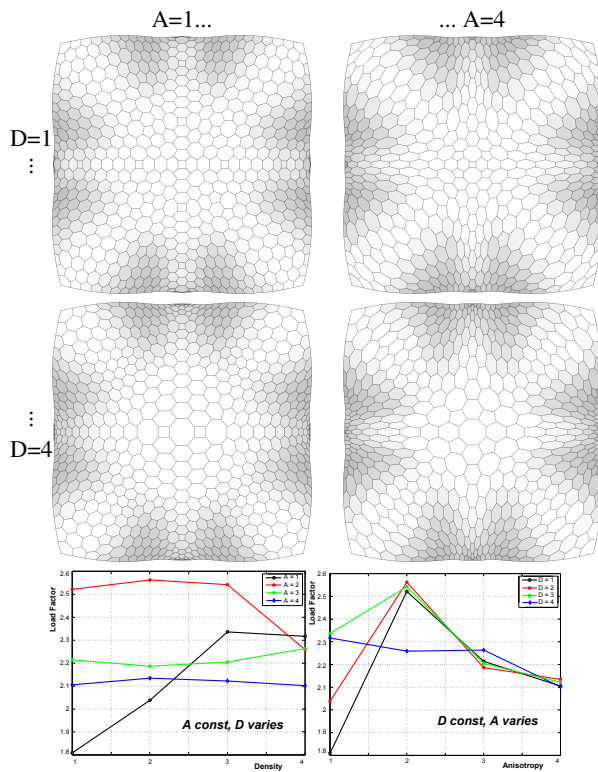 A=1...
... A=4
D=1
...
...
D=4
2.6
2.5
2.4
2.3
2.2
2.1
2
1.9
1.8
Load Factor
A = 1
A = 2
A = 3
A = 4
A const, D varies
1 2 3 4
Density
2.6
2.5
2.4
2.3
2.2
2.1
2
1.9
1.8
Load Factor
D = 1
D = 2
D = 3
D = 4
D const, A varies
1 2 3 4
Anisotropy